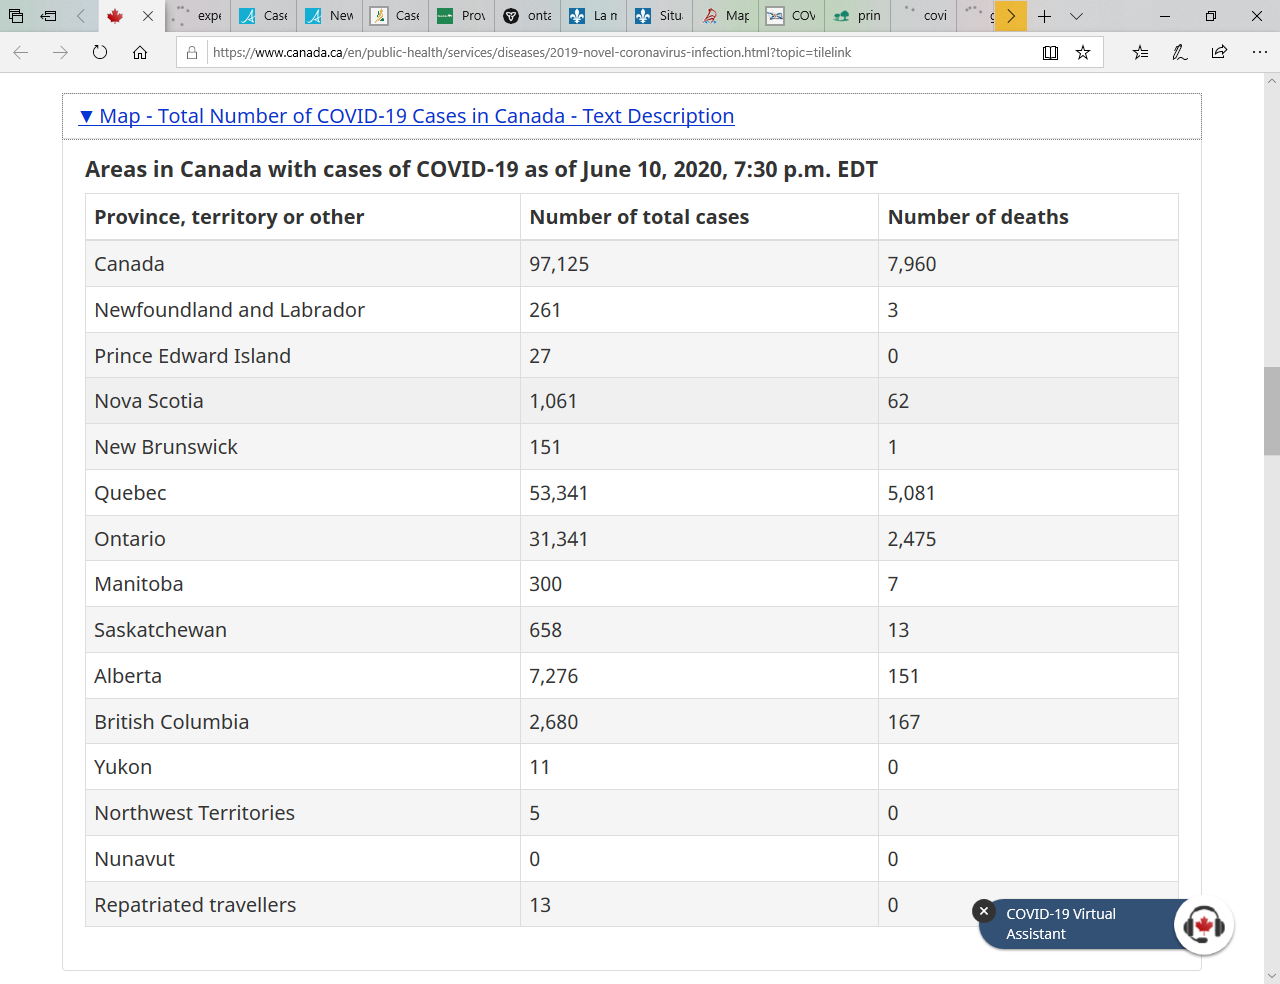 expe
Case
New
Case
Prov
onta
La m
Situ
Map
COV
prin
covi
g
https://www.canada.ca/en/public-health/services/diseases/2019-novel-coronavirus-infection.html?topic=tilelink
▼ Map - Total Number of COVID-19 Cases in Canada - Text Description
Areas in Canada with cases of COVID-19 as of June 10, 2020, 7:30 p.m. EDT
Province, territory or other Number of total cases Number of deaths
Canada 97,125 7,960
Newfoundland and Labrador 261 3
Prince Edward Island 27 0
Nova Scotia 1,061 62
New Brunswick 151 1
Quebec 53,341 5,081
Ontario 31,341 2,475
Manitoba 300 7
Saskatchewan 658 13
Alberta 7,276 151
British Columbia 2,680 167
Yukon 11 0
Northwest Territories 5 0
Nunavut 0 0
Repatriated travellers 13 0
COVID-19 Virtual
Assistant